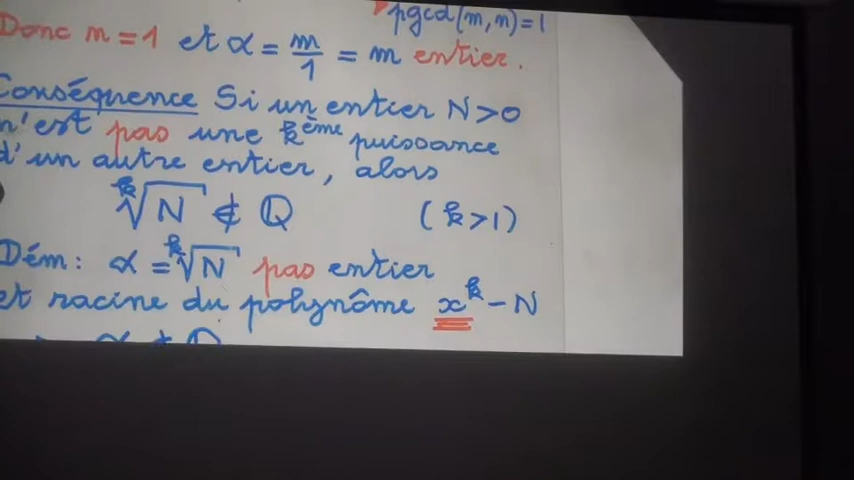 pgcd(m,n)=1
Donc n=1 et α = m/1 = m entier.
Conséquence Si un entier N>0
n'est pas une kème puissance
d'un autre entier, alors
k√N ∉ ℚ (k>1)
Dém: α = k√N pas entier
et racine du polynôme x^k - N